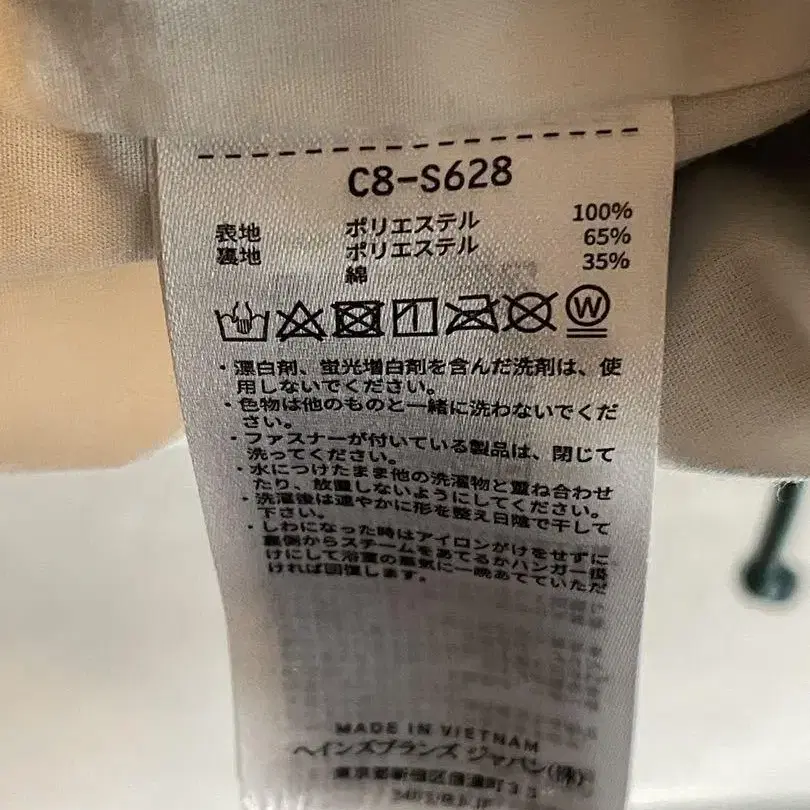 C8-S628
表地 ポリエステル 100%
裏地 ポリエステル 65%
綿 35%
W
・漂白剤、蛍光増白剤を含んだ洗剤は、使
用しないでください。
・色物は他のものと一緒に洗わないでくだ
さい。
・ファスナーが付いている製品は、閉じて
洗ってください。
・水につけたまま他の洗濯物と重ね合わせ
たり、放置しないようにしてください。
・洗濯後は速やかに形を整え日陰で干して
下さい。
・しわになった時はアイロンがけをせずに
裏側からスチームをあてるかハンガー掛
けにして浴室の蒸気に一晩あてていただ
ければ回復します。
MADE IN VIETNAM
ヘインズブランズ ジャパン(株)
東京都新宿区